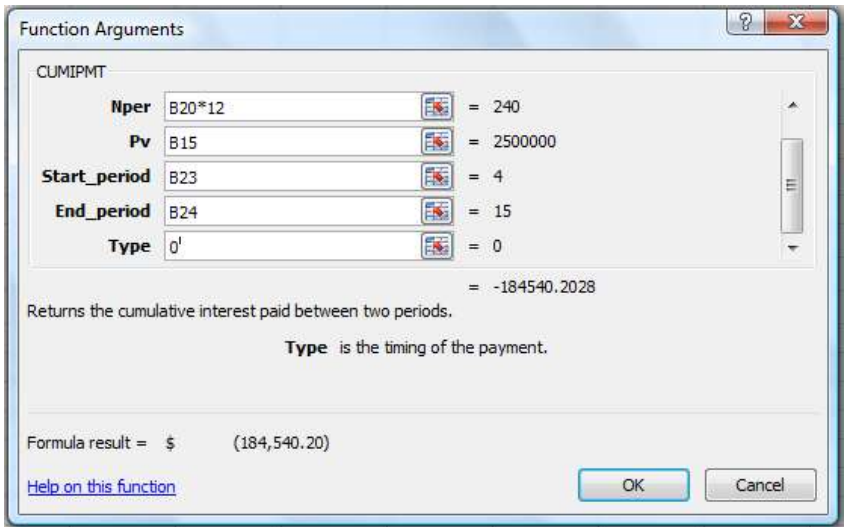 Function Arguments
CUMIPMT
Nper B20*12 = 240
Pv B15 = 2500000
Start_period B23 = 4
End_period B24 = 15
Type 0 = 0
= -184540.2028
Returns the cumulative interest paid between two periods.
Type is the timing of the payment.
Formula result = $ (184,540.20)
Help on this function
OK Cancel